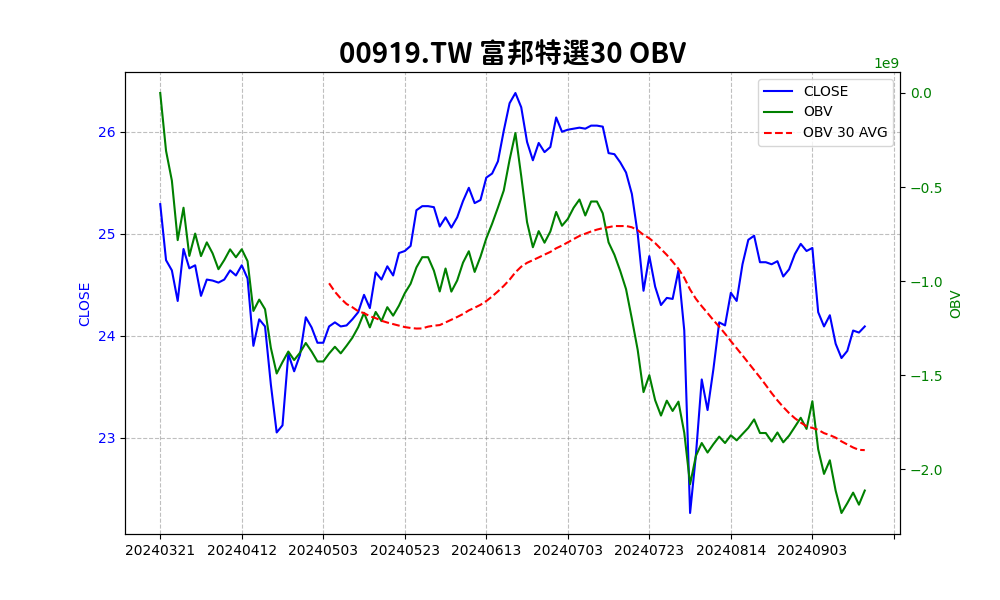 00919.TW 富邦特選30 OBV
1e9
CLOSE
OBV
OBV 30 AVG
26
25
24
23
CLOSE
0.0
−0.5
−1.0
−1.5
−2.0
OBV
20240321 20240412 20240503 20240523 20240613 20240703 20240723 20240814 20240903